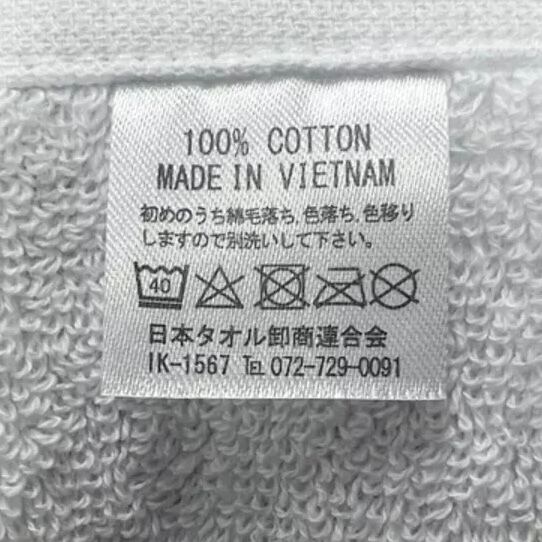 100% COTTON
MADE IN VIETNAM
初めのうち綿毛落ち、色落ち、色移り
しますので別洗いして下さい。
40
日本タオル卸商連合会
IK-1567 ℡ 072-729-0091